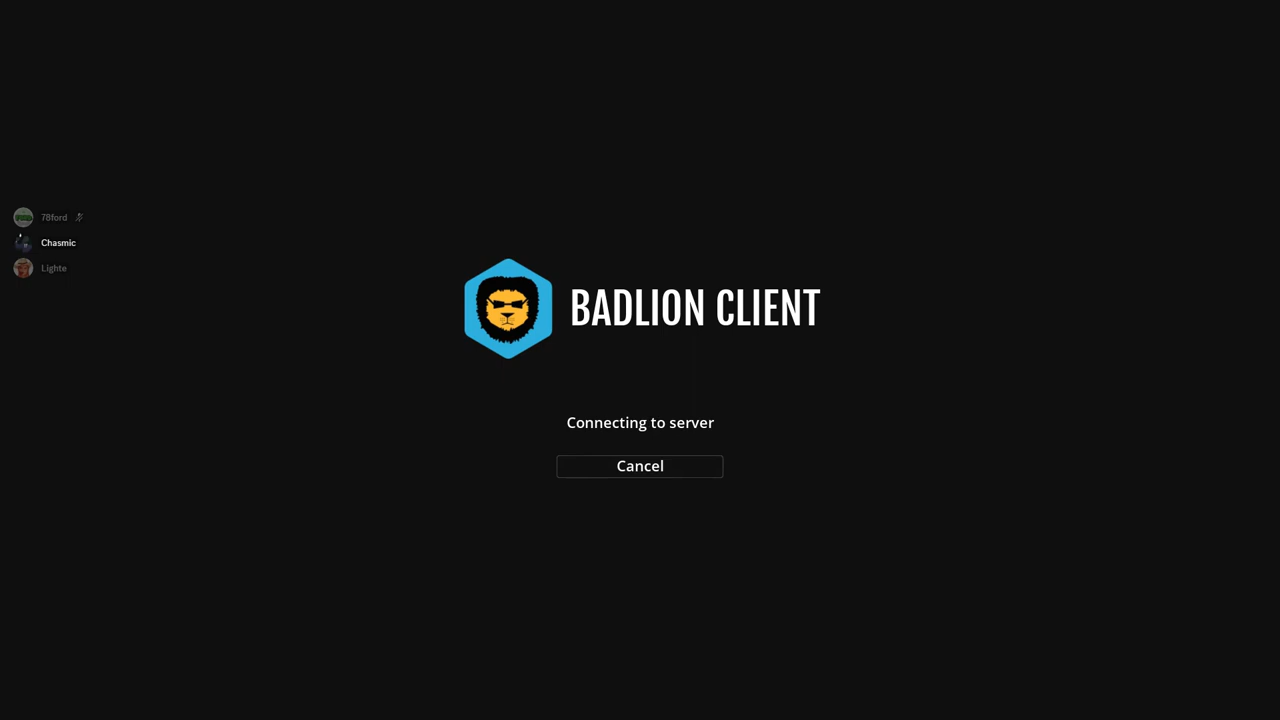 78ford
Chasmic
Lighte
BADLION CLIENT
Connecting to server
Cancel